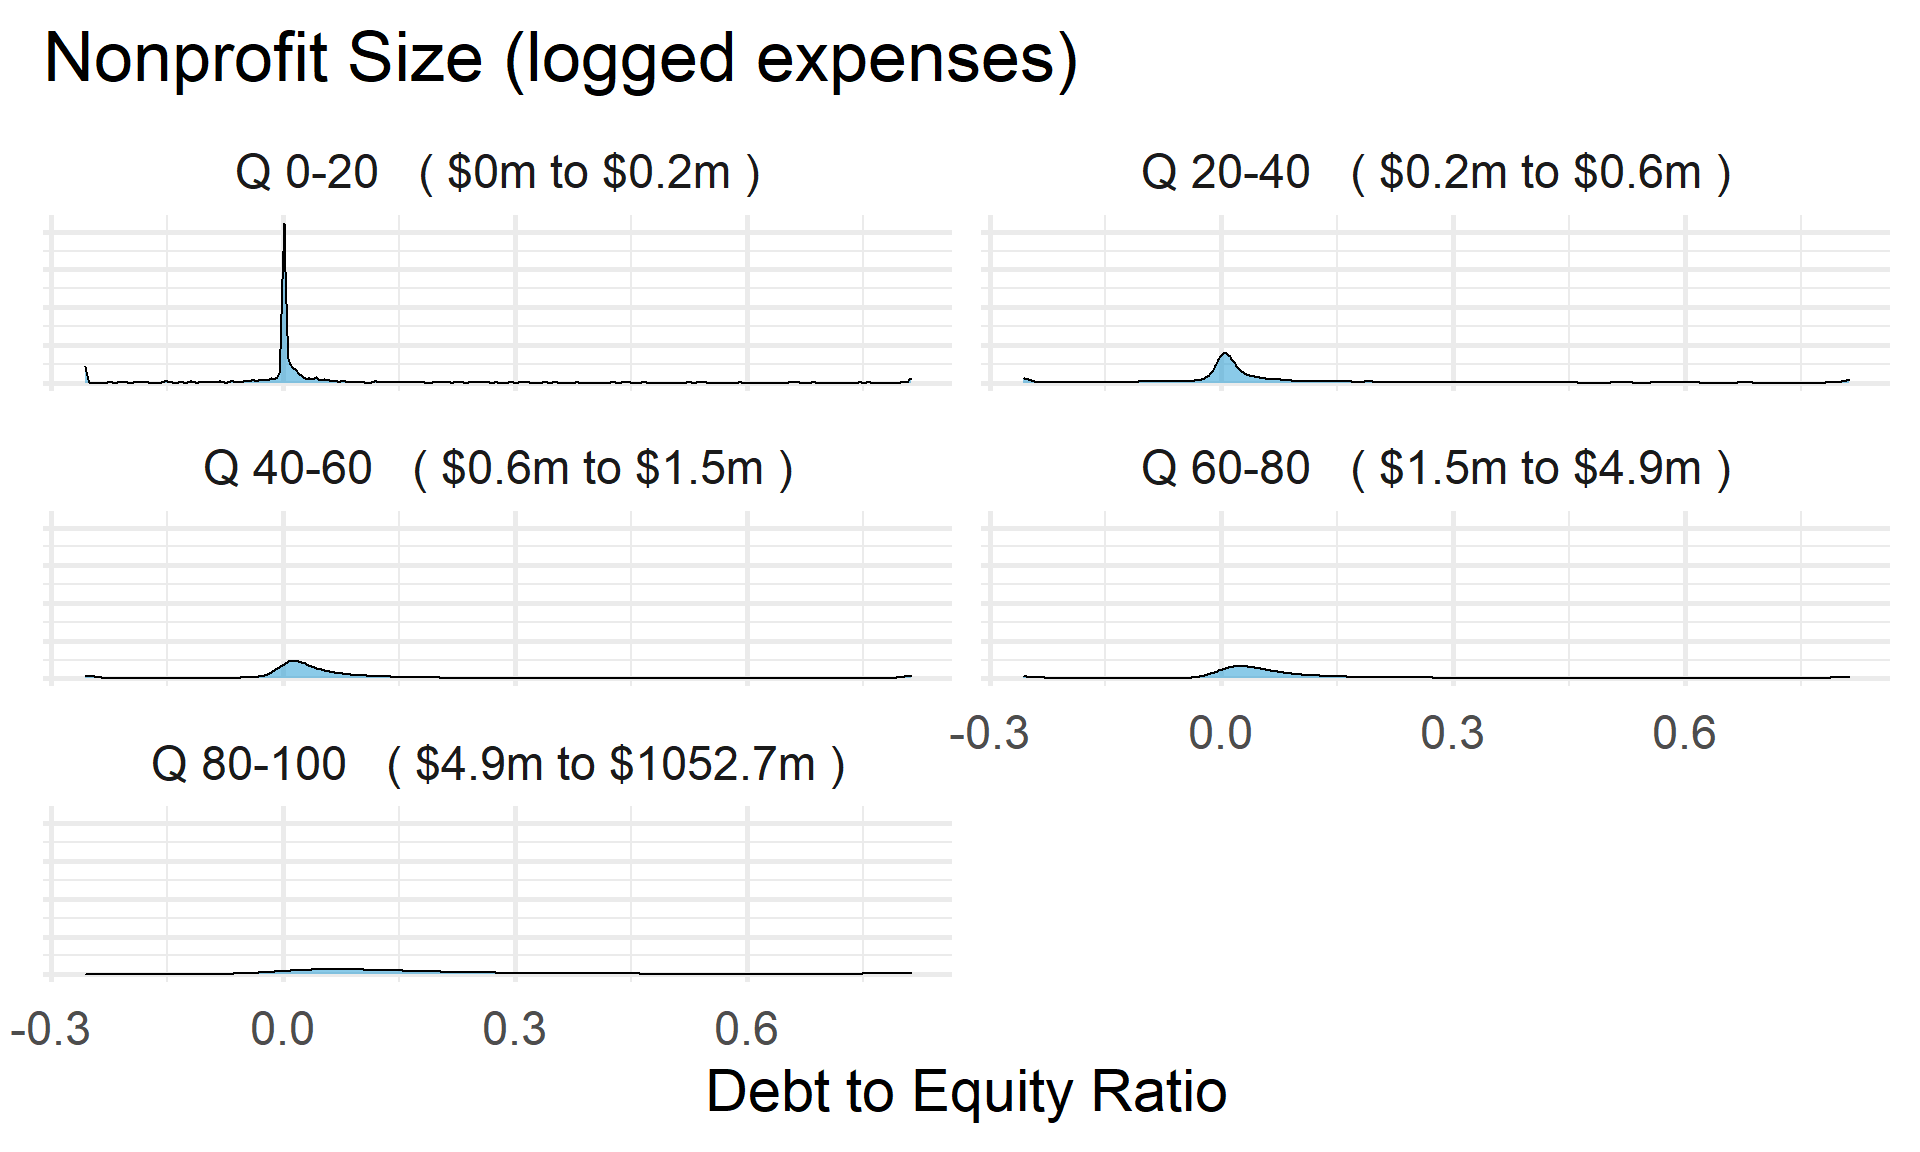 Nonprofit Size (logged expenses)
Q 0-20   ( $0m to $0.2m )
Q 20-40   ( $0.2m to $0.6m )
Q 40-60   ( $0.6m to $1.5m )
Q 60-80   ( $1.5m to $4.9m )
-0.3 0.0 0.3 0.6
Q 80-100   ( $4.9m to $1052.7m )
-0.3 0.0 0.3 0.6
Debt to Equity Ratio